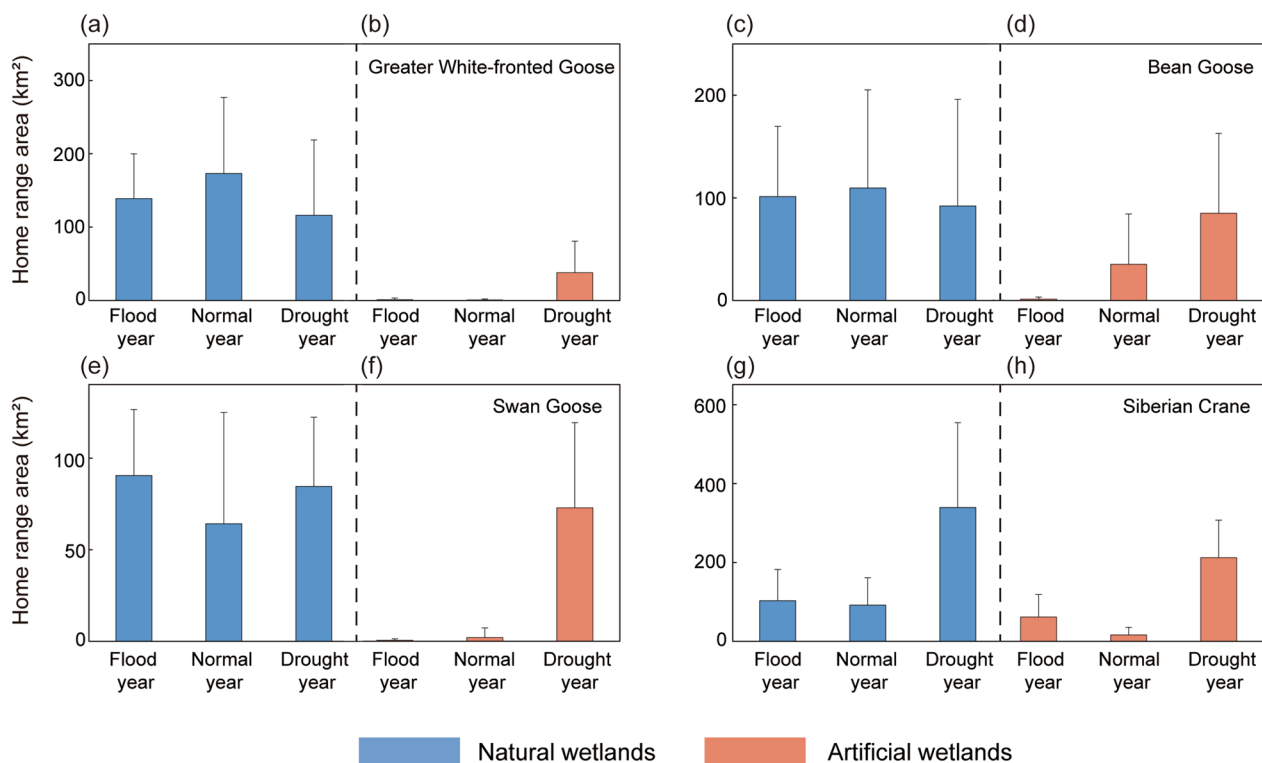 (a) (b)
Home range area (km²)
300
200
100
0
Greater White-fronted Goose
Flood year
Normal year
Drought year
Flood year
Normal year
Drought year
(c) (d)
200
100
0
Bean Goose
Flood year
Normal year
Drought year
Flood year
Normal year
Drought year
(e) (f)
Home range area (km²)
100
50
0
Swan Goose
Flood year
Normal year
Drought year
Flood year
Normal year
Drought year
(g) (h)
600
400
200
0
Siberian Crane
Flood year
Normal year
Drought year
Flood year
Normal year
Drought year
Natural wetlands
Artificial wetlands